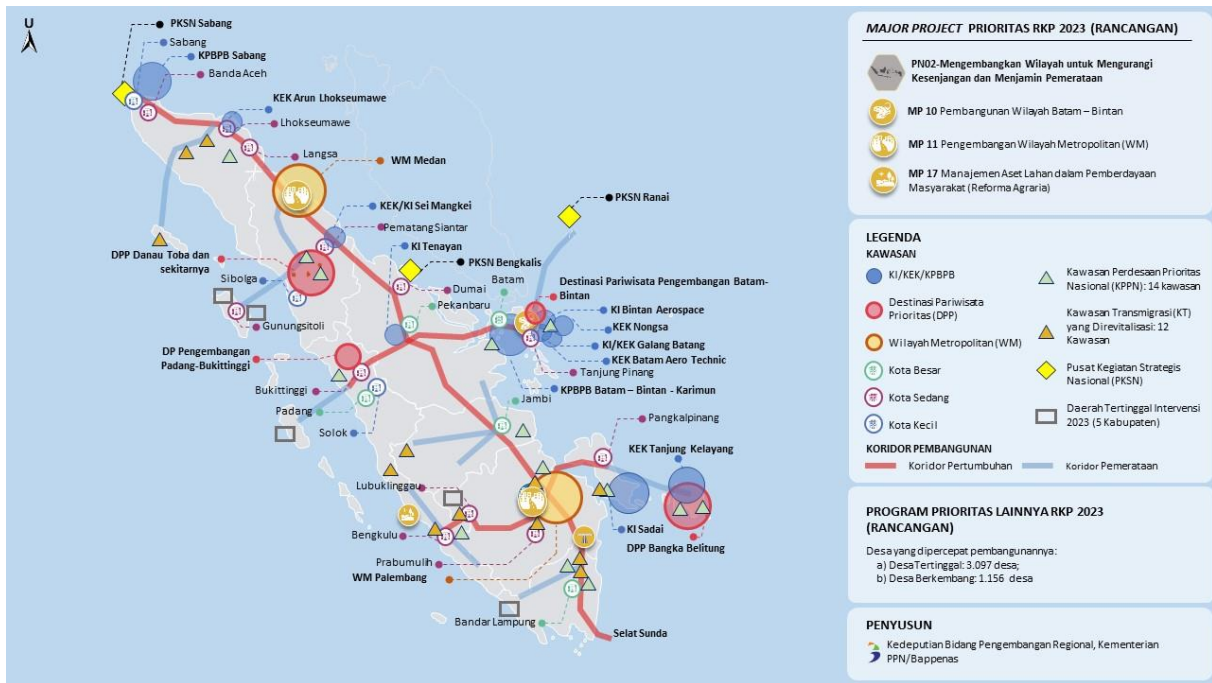 U
PKSN Sabang
Sabang
KPBPB Sabang
Banda Aceh
KEK Arun Lhokseumawe
Lhokseumawe
Langsa
WM Medan
PKSN Ranai
KEK/KI Sei Mangkei
Pematang Siantar
KI Tenayan
DPP Danau Toba dan
sekitarnya
PKSN Bengkalis
Sibolga
Dumai
Batam
Destinasi Pariwisata Pengembangan Batam-
Bintan
Pekanbaru
KI Bintan Aerospace
Gunungsitoli
KEK Nongsa
KI/KEK Galang Batang
DP Pengembangan
Padang-Bukittinggi
KEK Batam Aero Technic
Tanjung Pinang
Bukittinggi
KPBPB Batam – Bintan - Karimun
Padang
Jambi
Solok
Pangkalpinang
KEK Tanjung Kelayang
Lubuklinggau
KI Sadai
Bengkulu
DPP Bangka Belitung
Prabumulih
WM Palembang
Bandar Lampung
Selat Sunda
MAJOR PROJECT PRIORITAS RKP 2023 (RANCANGAN)
PN02-Mengembangkan Wilayah untuk Mengurangi
Kesenjangan dan Menjamin Pemerataan
MP 10 Pembangunan Wilayah Batam – Bintan
MP 11 Pengembangan Wilayah Metropolitan (WM)
MP 17 Manajemen Aset Lahan dalam Pemberdayaan
Masyarakat (Reforma Agraria)
LEGENDA
KAWASAN
KI/KEK/KPBPB
Destinasi Pariwisata
Prioritas (DPP)
Wilayah Metropolitan (WM)
Kota Besar
Kota Sedang
Kota Kecil
Kawasan Perdesaan Prioritas
Nasional (KPPN): 14 kawasan
Kawasan Transmigrasi (KT)
yang Direvitalisasi: 12
Kawasan
Pusat Kegiatan Strategis
Nasional (PKSN)
Daerah Tertinggal Intervensi
2023 (5 Kabupaten)
KORIDOR PEMBANGUNAN
Koridor Pertumbuhan
Koridor Pemerataan
PROGRAM PRIORITAS LAINNYA RKP 2023
(RANCANGAN)
Desa yang dipercepat pembangunannya:
a) Desa Tertinggal: 3.097 desa;
b) Desa Berkembang: 1.156 desa
PENYUSUN
Kedeputian Bidang Pengembangan Regional, Kementerian
PPN/Bappenas